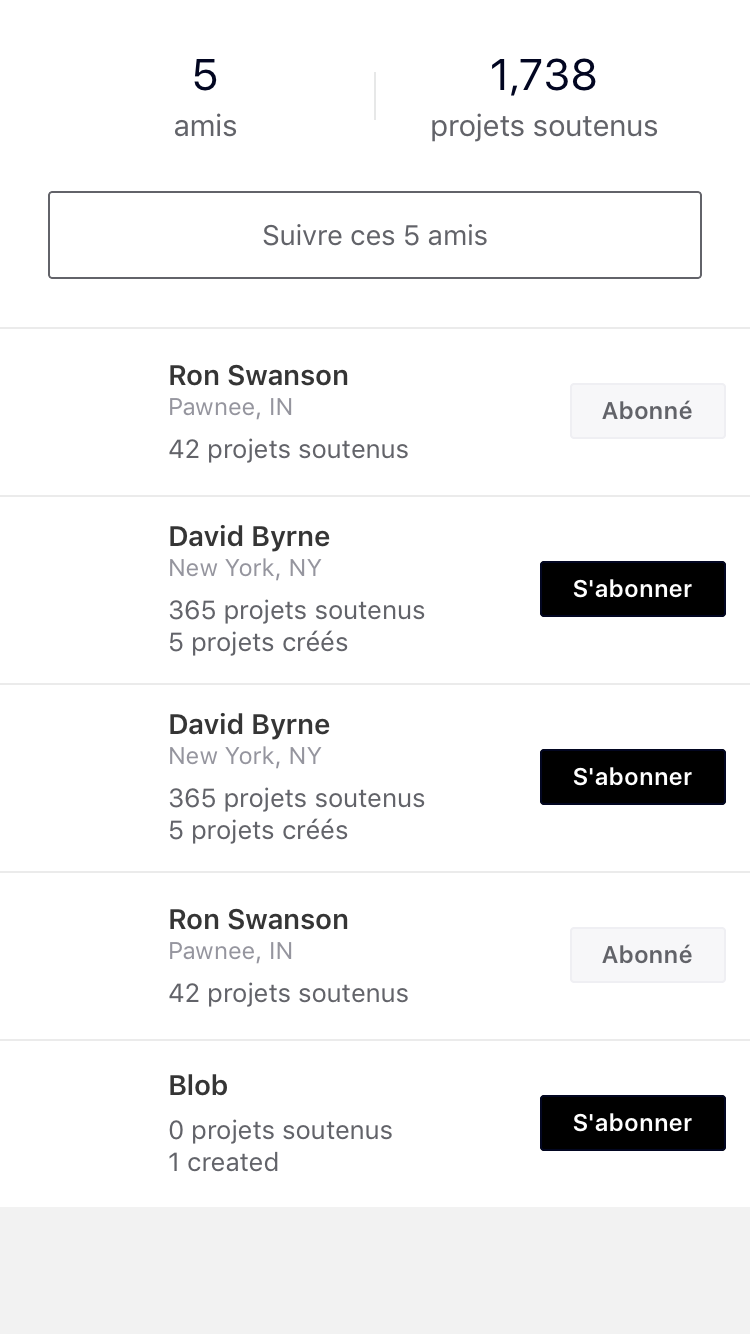 5
amis
1,738
projets soutenus
Suivre ces 5 amis
Ron Swanson
Pawnee, IN
42 projets soutenus
Abonné
David Byrne
New York, NY
365 projets soutenus
5 projets créés
S'abonner
David Byrne
New York, NY
365 projets soutenus
5 projets créés
S'abonner
Ron Swanson
Pawnee, IN
42 projets soutenus
Abonné
Blob
0 projets soutenus
1 created
S'abonner